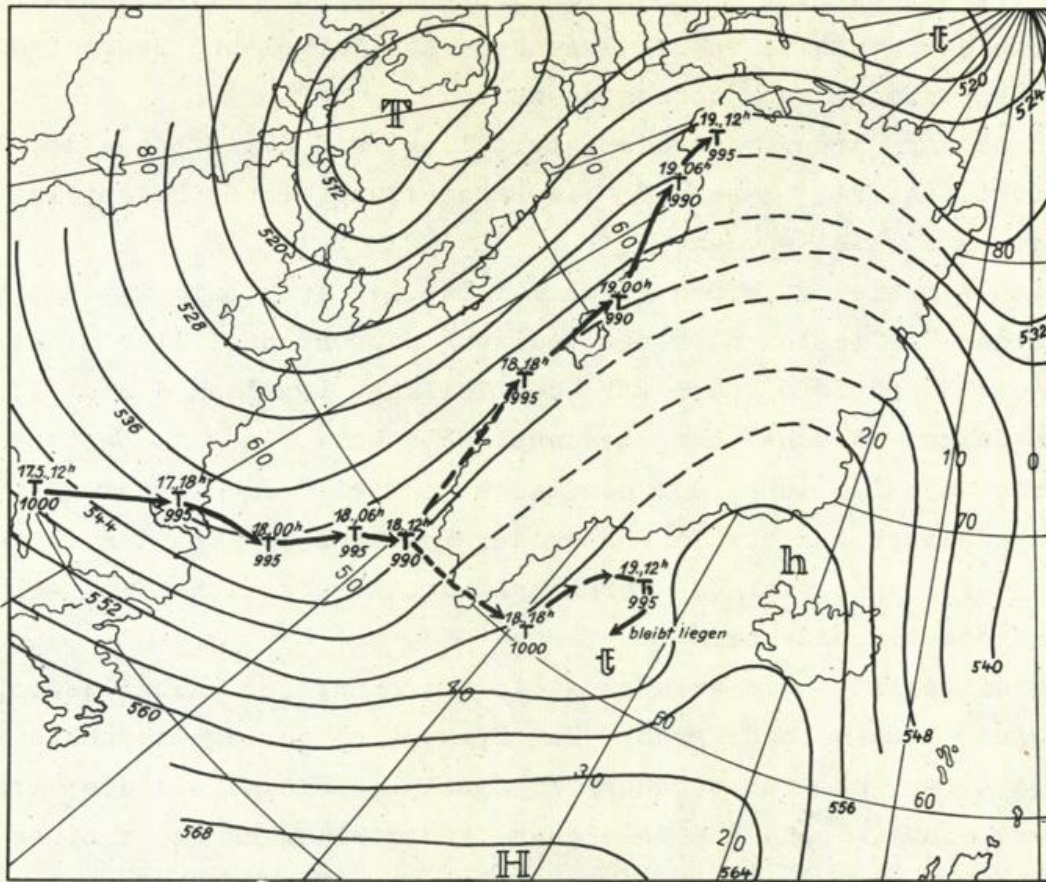 t
520
524
T
80
512
70
19.,12ʰ
T
995
19.,06ʰ
T
990
520
60
80
19.,00ʰ
T
990
528
532
18.,18ʰ
T
995
536
60
20
10
0
17.5.,12ʰ
T
1000
17.,18ʰ
T
995
544
18.,00ʰ
T
995
18.,06ʰ
T
995
18.,12ʰ
T
990
50
70
552
19.,12ʰ
995
h
18.,18ʰ
T
1000
bleibt liegen
t
540
560
40
60
548
30
556
60
568
H
20
564